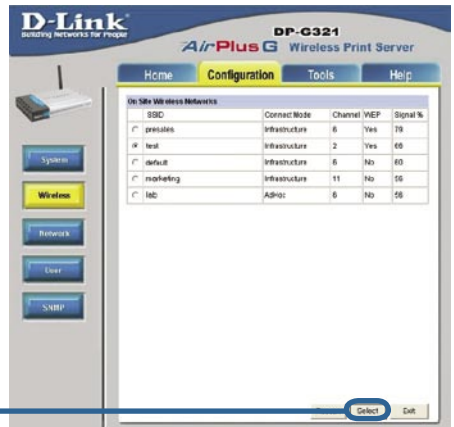 D-Link
Building Networks for People
DP-G321
AirPlus G Wireless Print Server
Home Configuration Tools Help
On Site Wireless Networks
SSID Connect Mode Channel WEP Signal %
presales Infrastructure 6 Yes 78
test Infrastructure 2 Yes 66
default Infrastructure 6 No 60
marketing Infrastructure 11 No 56
lab AdHoc 6 No 56
System
Wireless
Network
User
SNMP
Select Exit